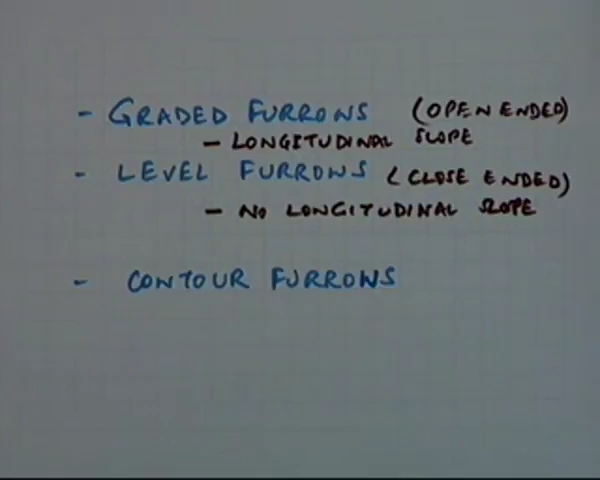 - GRADED FURROWS (OPEN ENDED)
- LONGITUDINAL SLOPE
- LEVEL FURROWS (CLOSE ENDED)
- NO LONGITUDINAL SLOPE
- CONTOUR FURROWS